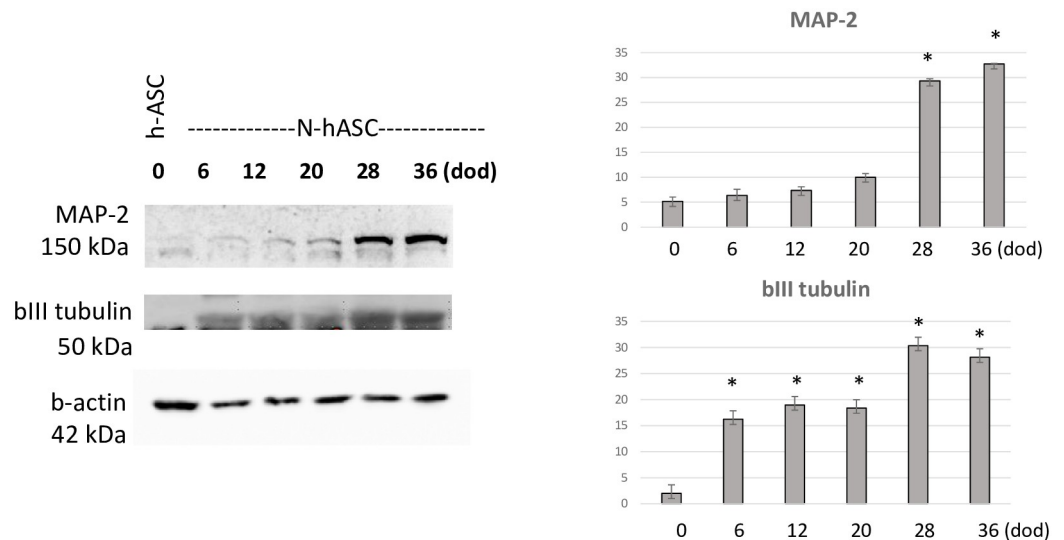 h-ASC
-------------N-hASC-------------
0 6 12 20 28 36 (dod)
MAP-2
150 kDa
bIII tubulin
50 kDa
b-actin
42 kDa
MAP-2
35
30
25
20
15
10
5
0
* *
0 6 12 20 28 36 (dod)
bIII tubulin
35
30
25
20
15
10
5
0
* * * * *
0 6 12 20 28 36 (dod)